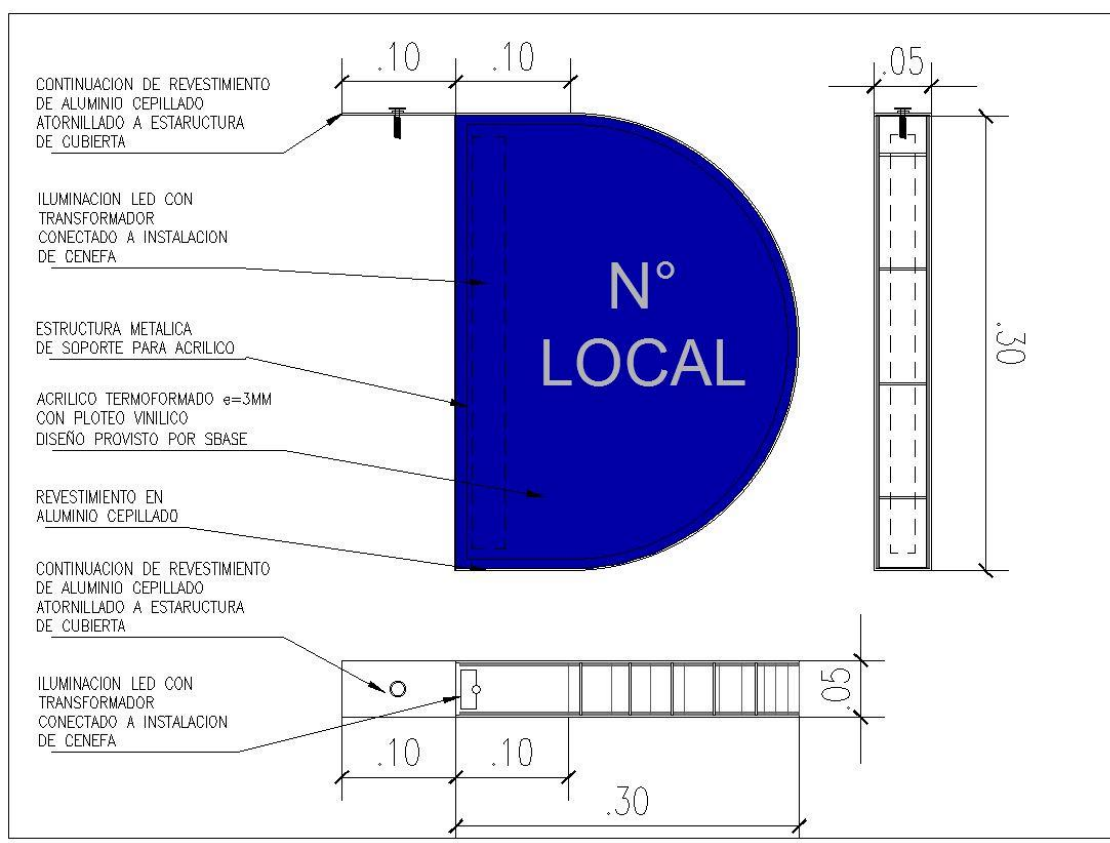 .10
.10
.05
CONTINUACION DE REVESTIMIENTO
DE ALUMINIO CEPILLADO
ATORNILLADO A ESTARUCTURA
DE CUBIERTA
ILUMINACION LED CON
TRANSFORMADOR
CONECTADO A INSTALACION
DE CENEFA
N°
LOCAL
.30
ESTRUCTURA METALICA
DE SOPORTE PARA ACRILICO
ACRILICO TERMOFORMADO e=3MM
CON PLOTEO VINILICO
DISEÑO PROVISTO POR SBASE
REVESTIMIENTO EN
ALUMINIO CEPILLADO
CONTINUACION DE REVESTIMIENTO
DE ALUMINIO CEPILLADO
ATORNILLADO A ESTARUCTURA
DE CUBIERTA
ILUMINACION LED CON
TRANSFORMADOR
CONECTADO A INSTALACION
DE CENEFA
.05
.10
.10
.30